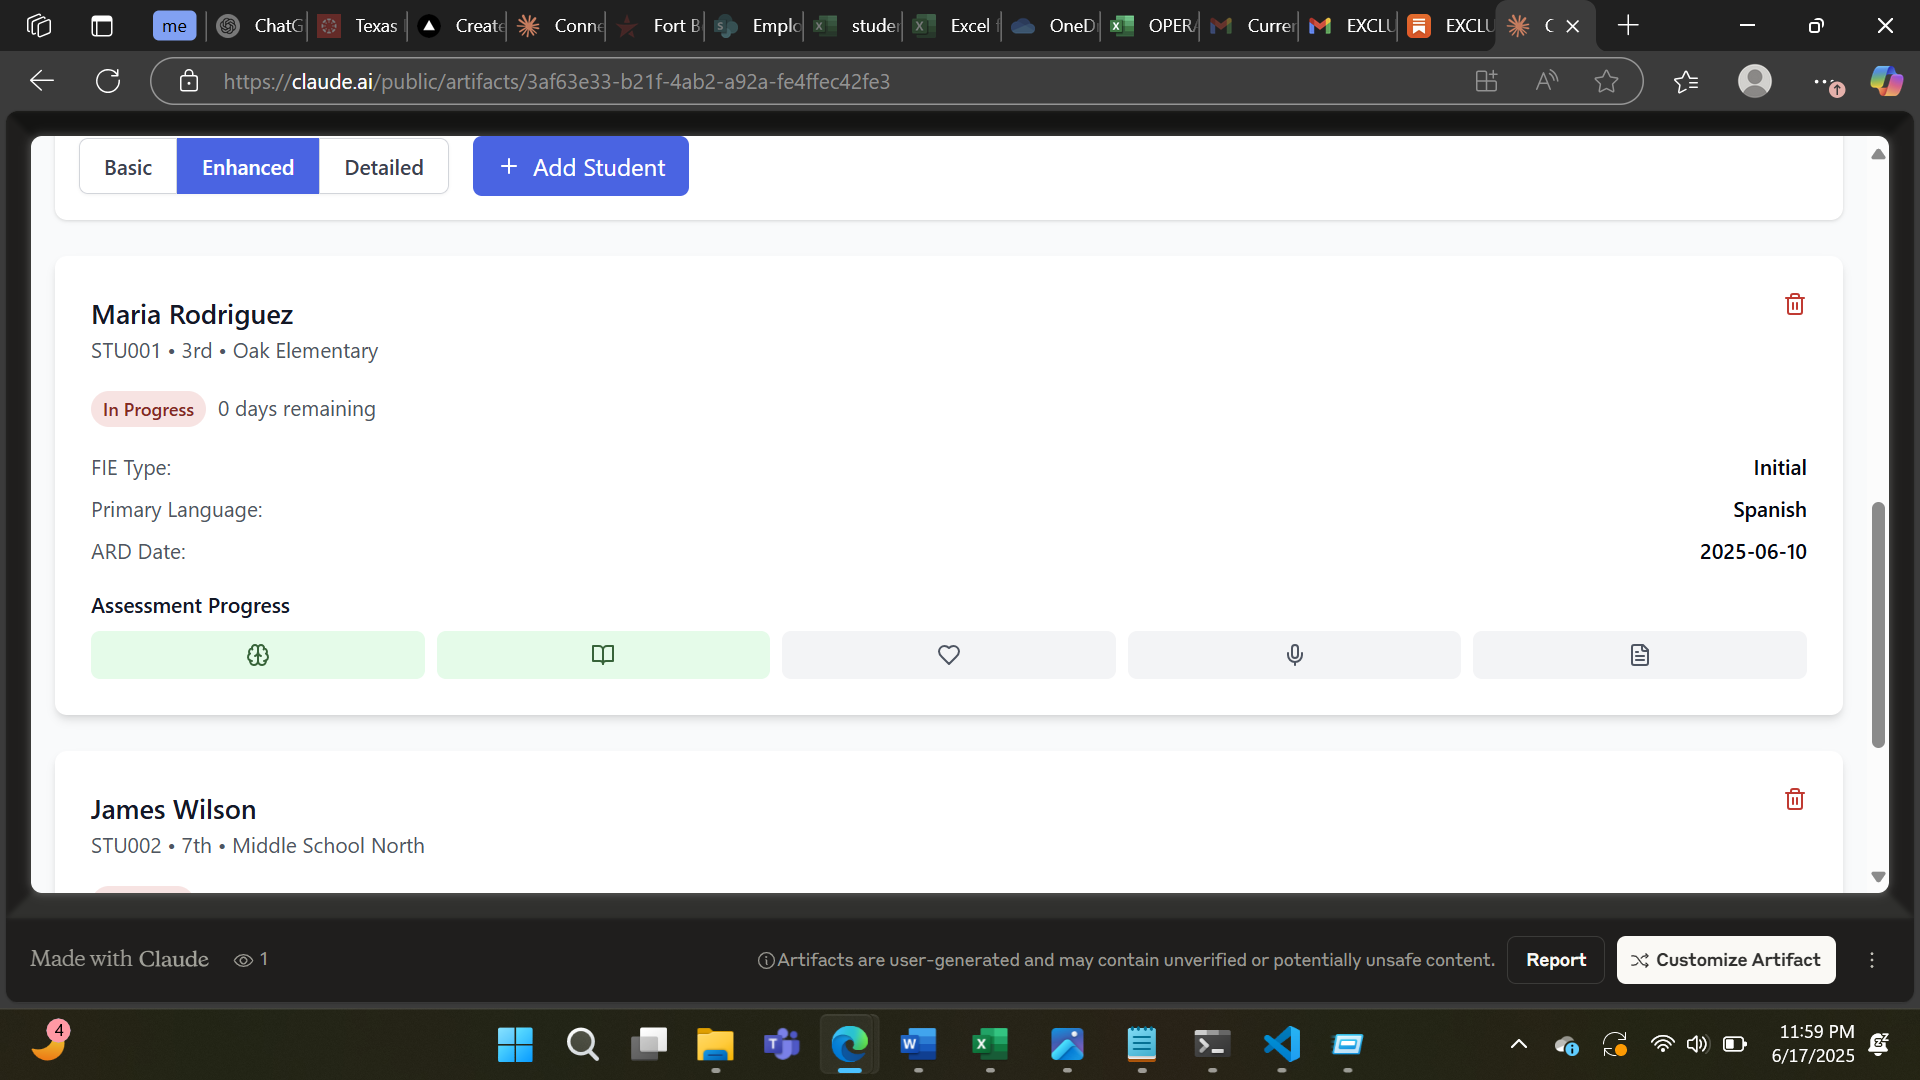 me
ChatG
Texas
Create
Conne
Fort B
Emplo
studen
Excel f
OneD
OPERA
Curren
EXCLU
EXCLU
C
https://claude.ai/public/artifacts/3af63e33-b21f-4ab2-a92a-fe4ffec42fe3
Basic
Enhanced
Detailed
+ Add Student
Maria Rodriguez
STU001 • 3rd • Oak Elementary
In Progress 0 days remaining
FIE Type: Initial
Primary Language: Spanish
ARD Date: 2025-06-10
Assessment Progress
James Wilson
STU002 • 7th • Middle School North
Made with Claude 1
Artifacts are user-generated and may contain unverified or potentially unsafe content.
Report
Customize Artifact
4
11:59 PM
6/17/2025